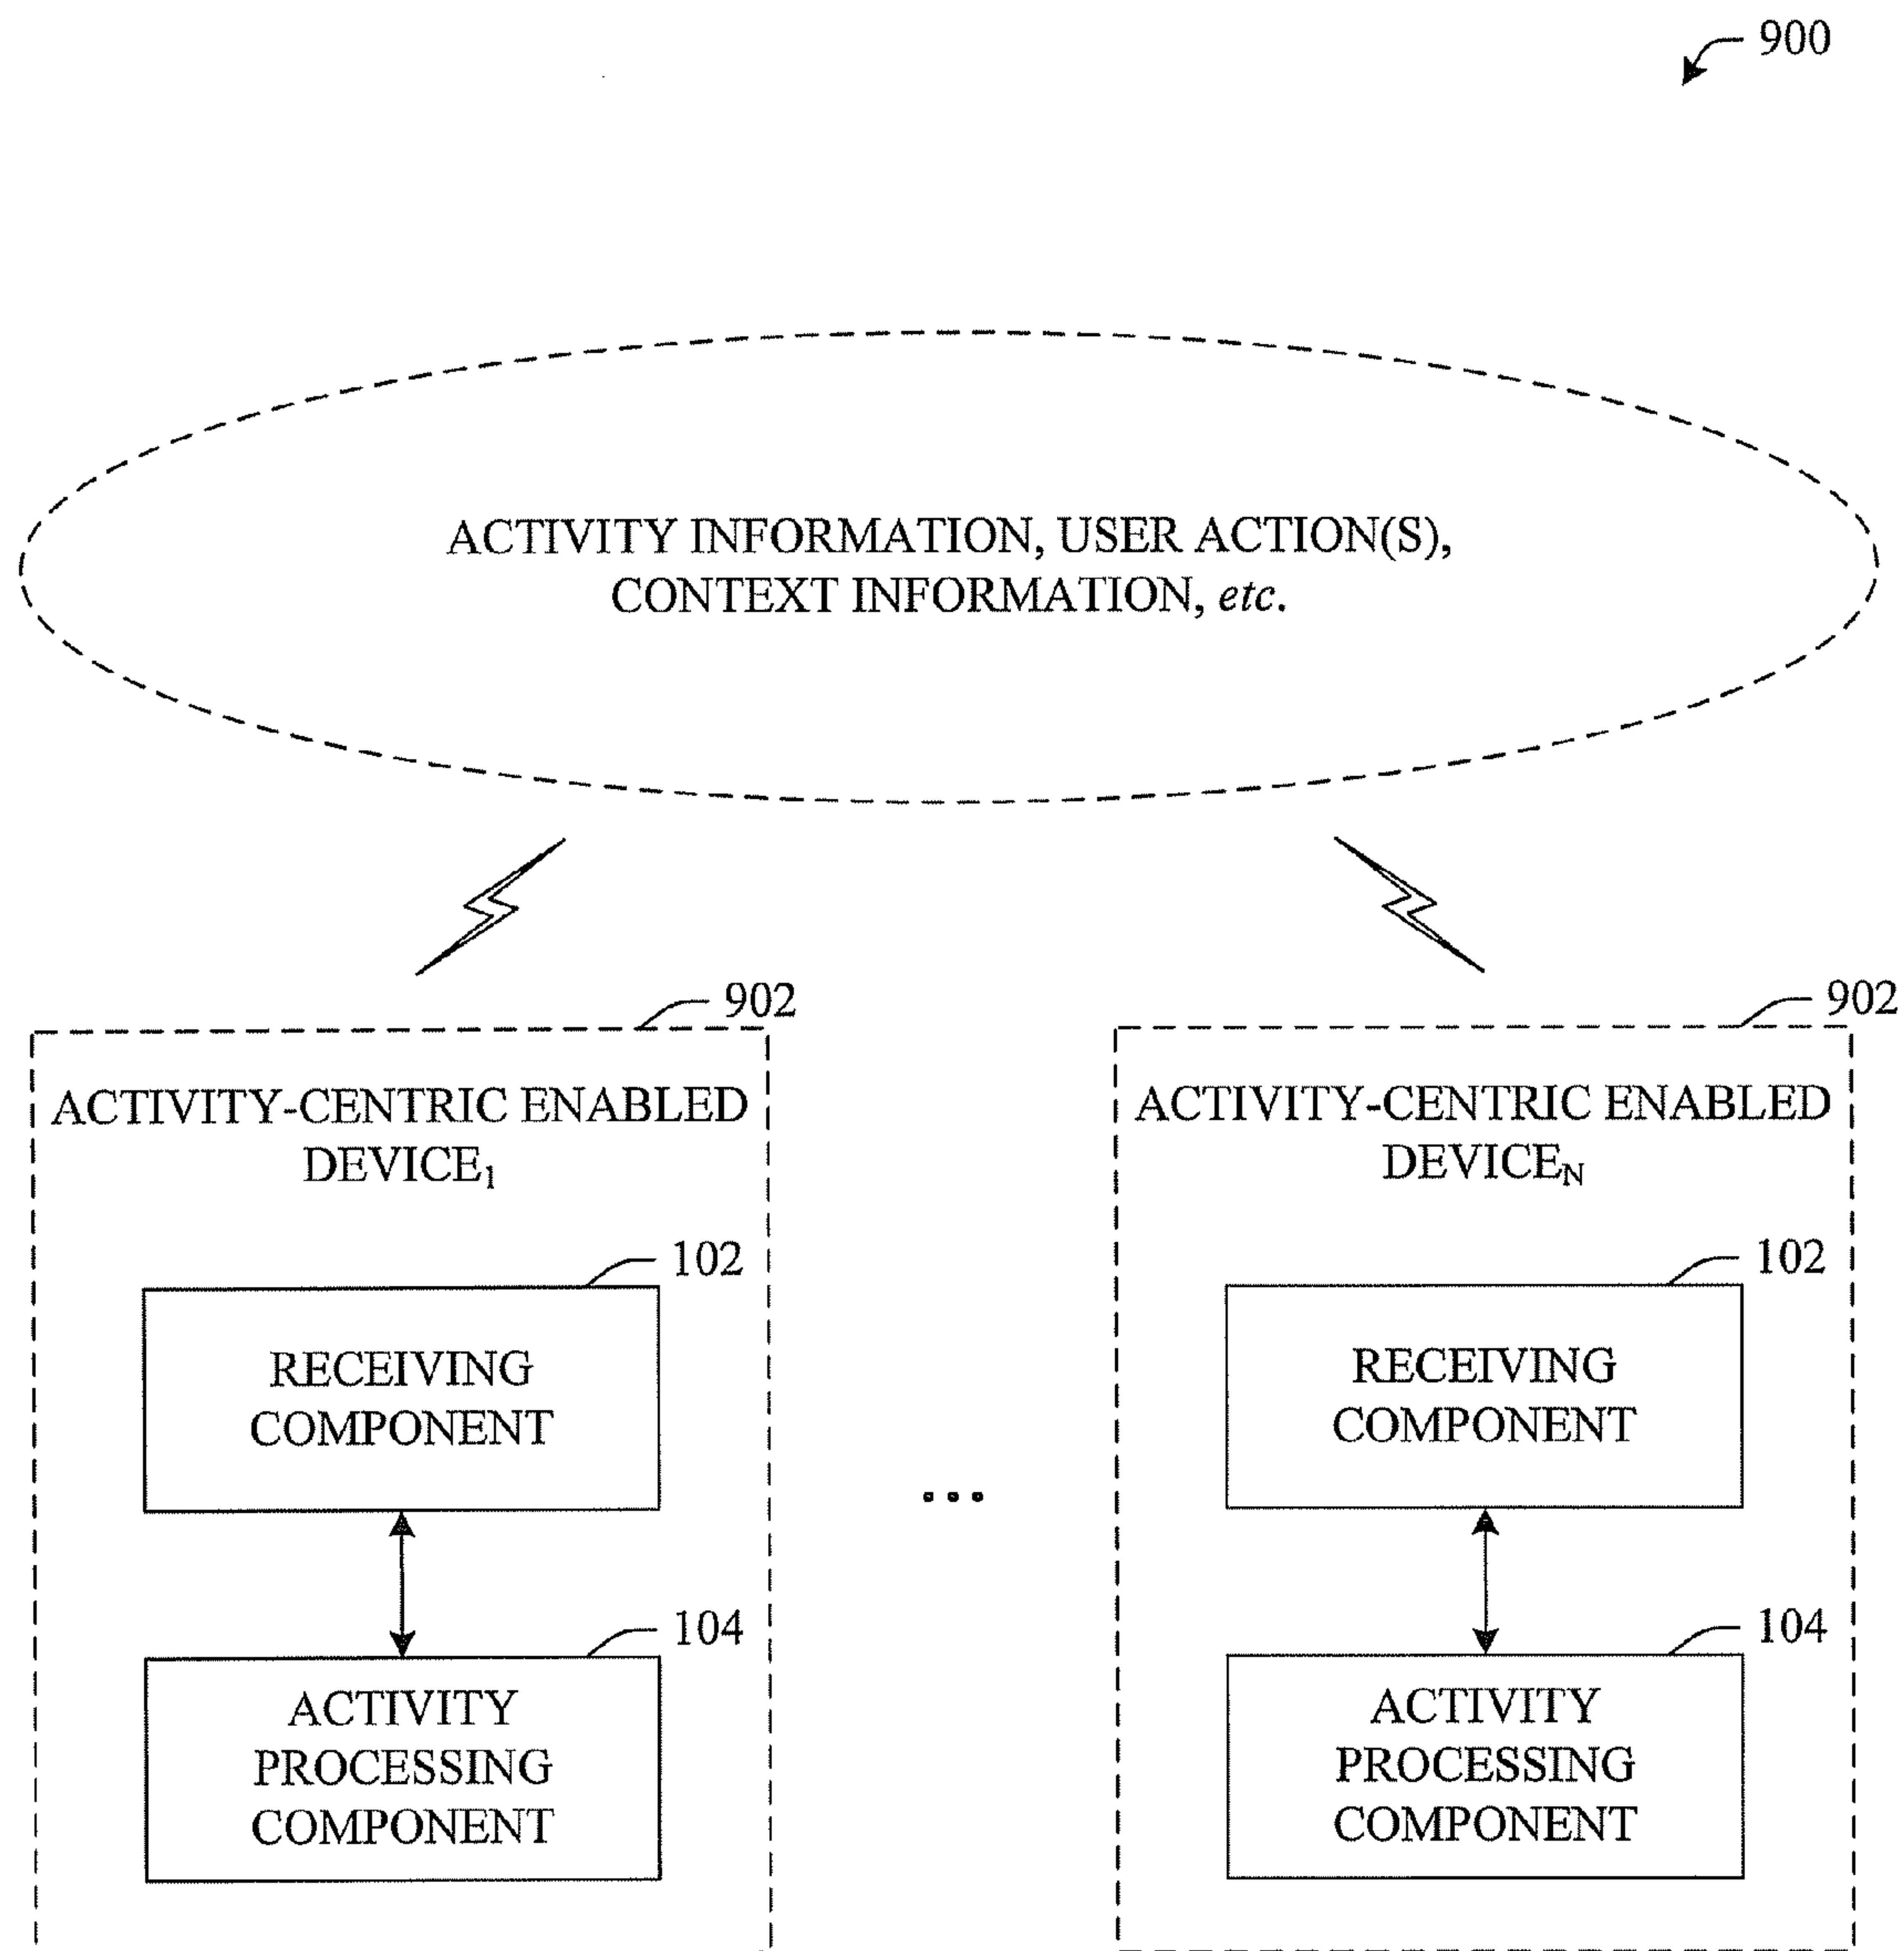 900
ACTIVITY INFORMATION, USER ACTION(S),
CONTEXT INFORMATION, etc.
902
ACTIVITY-CENTRIC ENABLED
DEVICE₁
102
RECEIVING
COMPONENT
104
ACTIVITY
PROCESSING
COMPONENT
...
902
ACTIVITY-CENTRIC ENABLED
DEVICEN
102
RECEIVING
COMPONENT
104
ACTIVITY
PROCESSING
COMPONENT